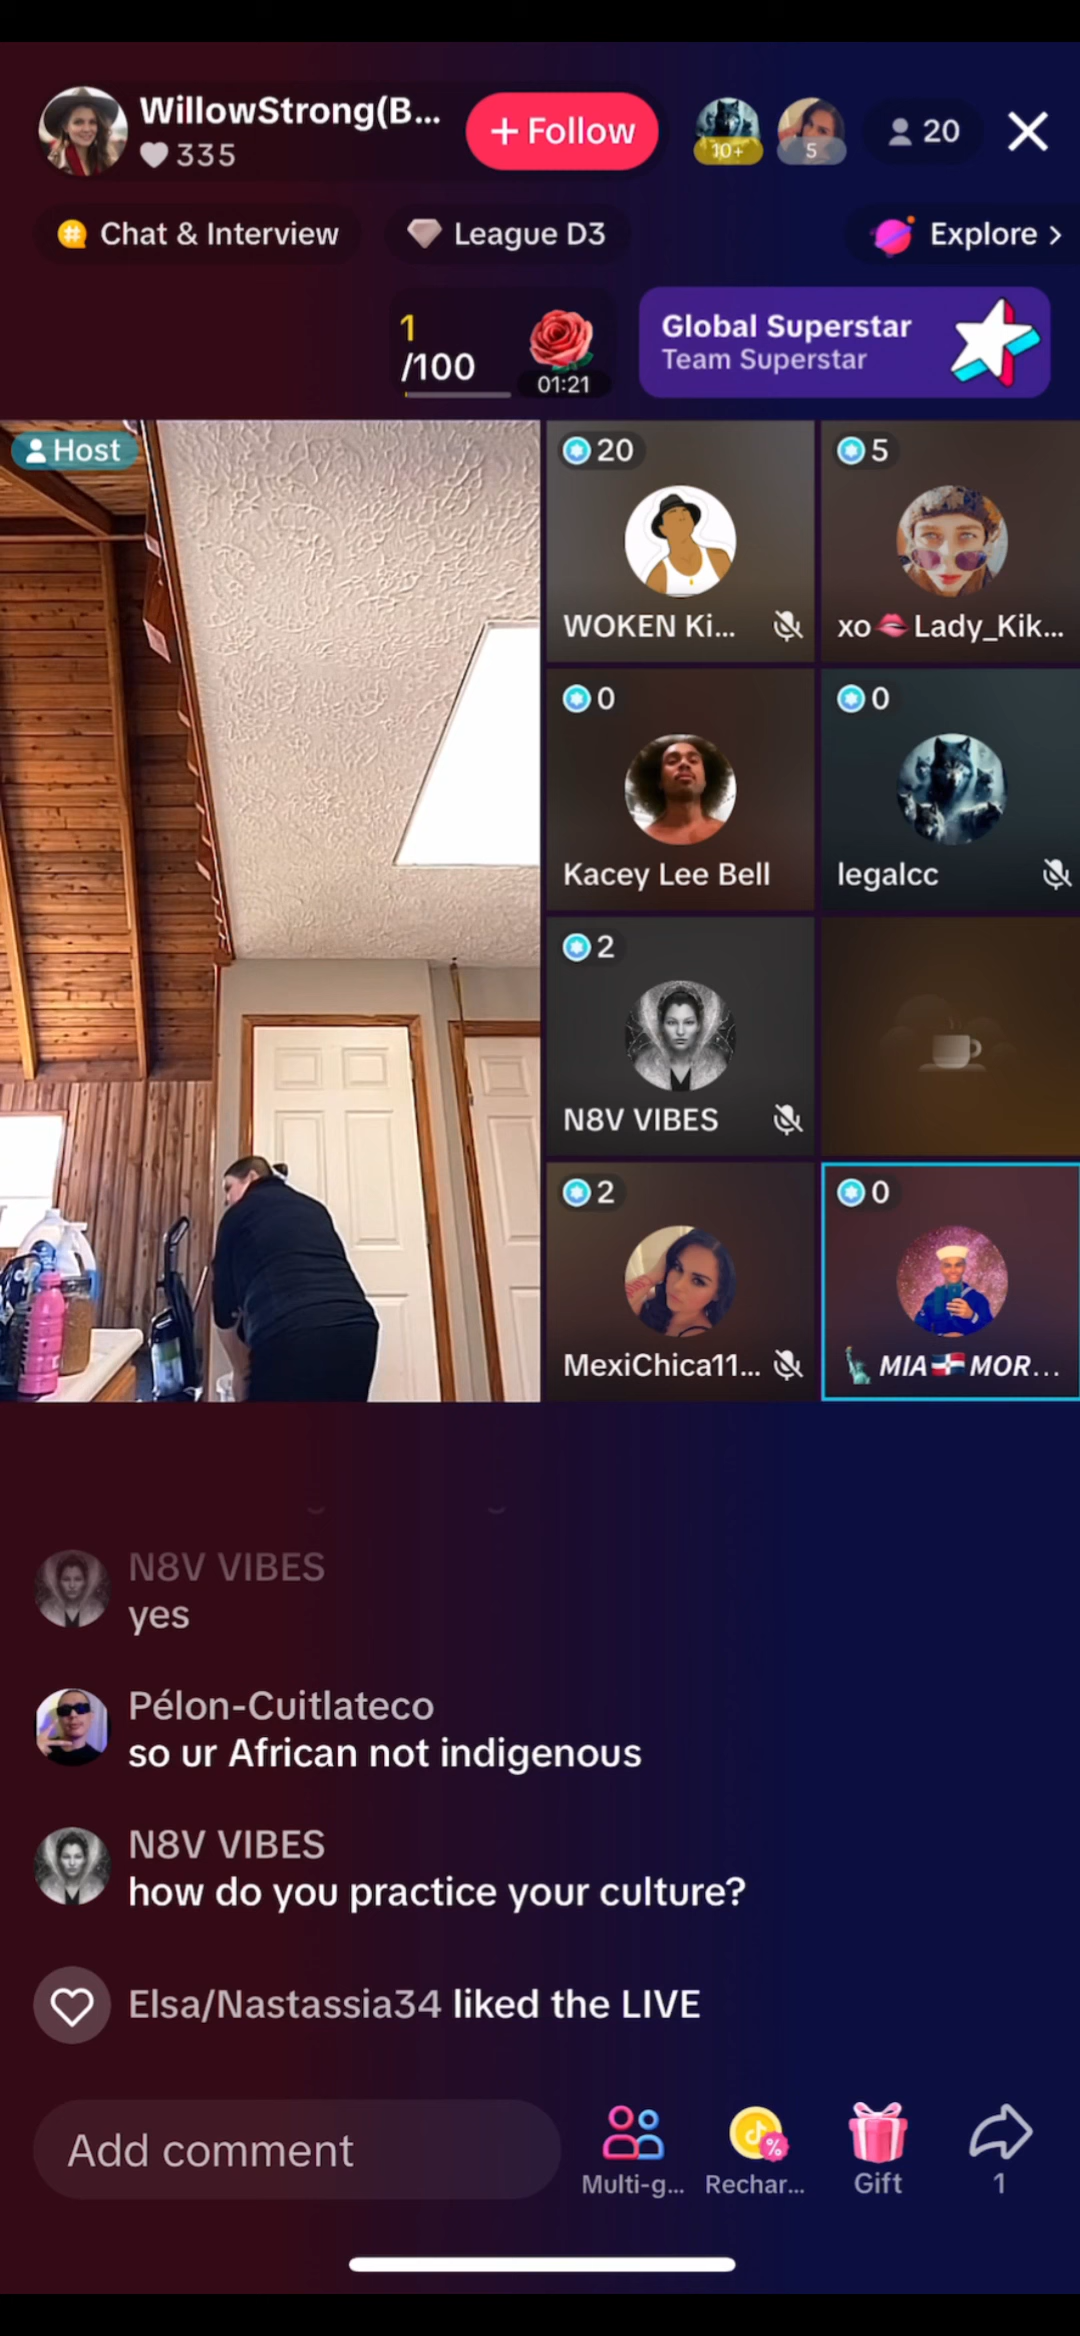 WillowStrong(B...
335
+ Follow
10+
5
20
Chat & Interview
League D3
Explore >
1
/100
01:21
Global Superstar
Team Superstar
Host
20
WOKEN Ki...
5
xo💋Lady_Kik...
0
Kacey Lee Bell
0
legalcc
2
N8V VIBES
2
MexiChica11...
0
🗽 MIA🇩🇴MOR...
N8V VIBES
yes
Pélon-Cuitlateco
so ur African not indigenous
N8V VIBES
how do you practice your culture?
Elsa/Nastassia34 liked the LIVE
Add comment
Multi-g...
Rechar...
Gift
1